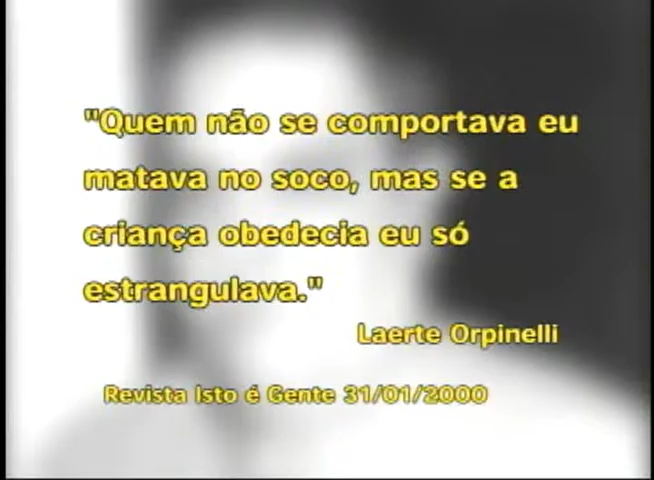 "Quem não se comportava eu
matava no soco, mas se a
criança obedecia eu só
estrangulava."
Laerte Orpinelli
Revista Isto é Gente 31/01/2000